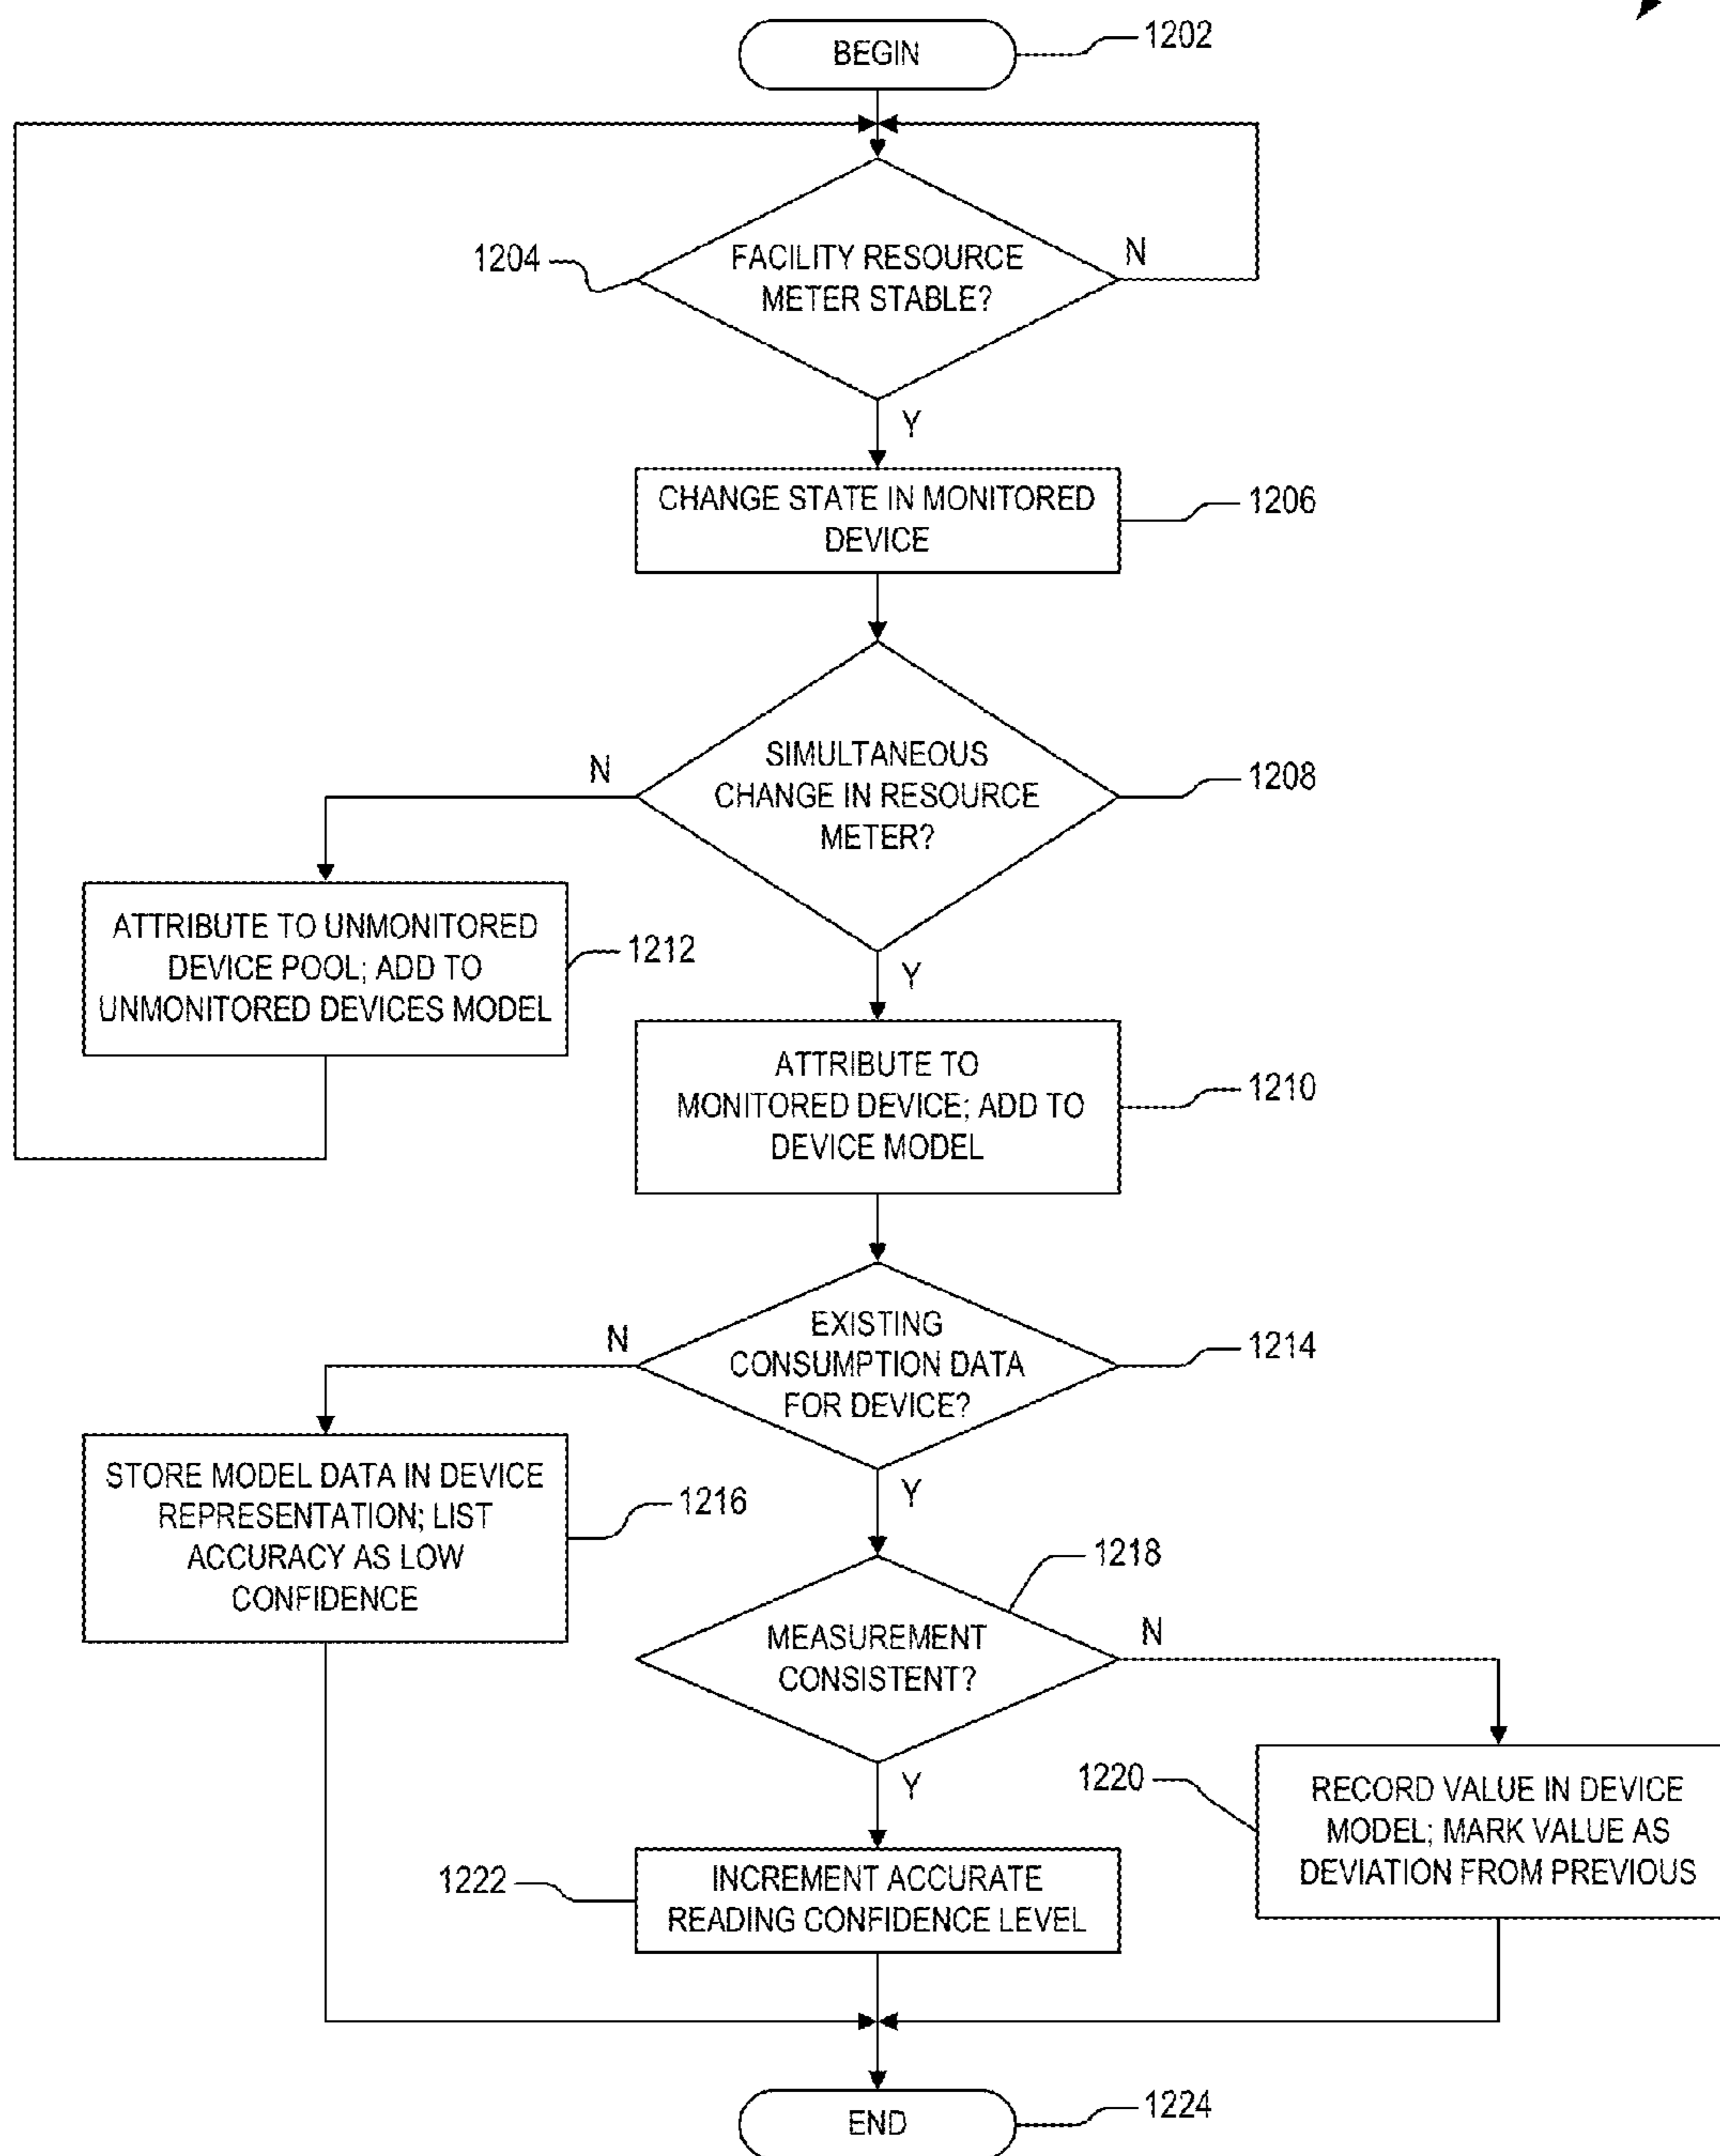 BEGIN
1202
1204
FACILITY RESOURCE
METER STABLE?
N
Y
CHANGE STATE IN MONITORED
DEVICE
1206
N
SIMULTANEOUS
CHANGE IN RESOURCE
METER?
1208
ATTRIBUTE TO UNMONITORED
DEVICE POOL; ADD TO
UNMONITORED DEVICES MODEL
1212
Y
ATTRIBUTE TO
MONITORED DEVICE; ADD TO
DEVICE MODEL
1210
N
EXISTING
CONSUMPTION DATA
FOR DEVICE?
1214
STORE MODEL DATA IN DEVICE
REPRESENTATION; LIST
ACCURACY AS LOW
CONFIDENCE
1216
Y
1218
MEASUREMENT
CONSISTENT?
N
Y
1220
RECORD VALUE IN DEVICE
MODEL; MARK VALUE AS
DEVIATION FROM PREVIOUS
1222
INCREMENT ACCURATE
READING CONFIDENCE LEVEL
END
1224